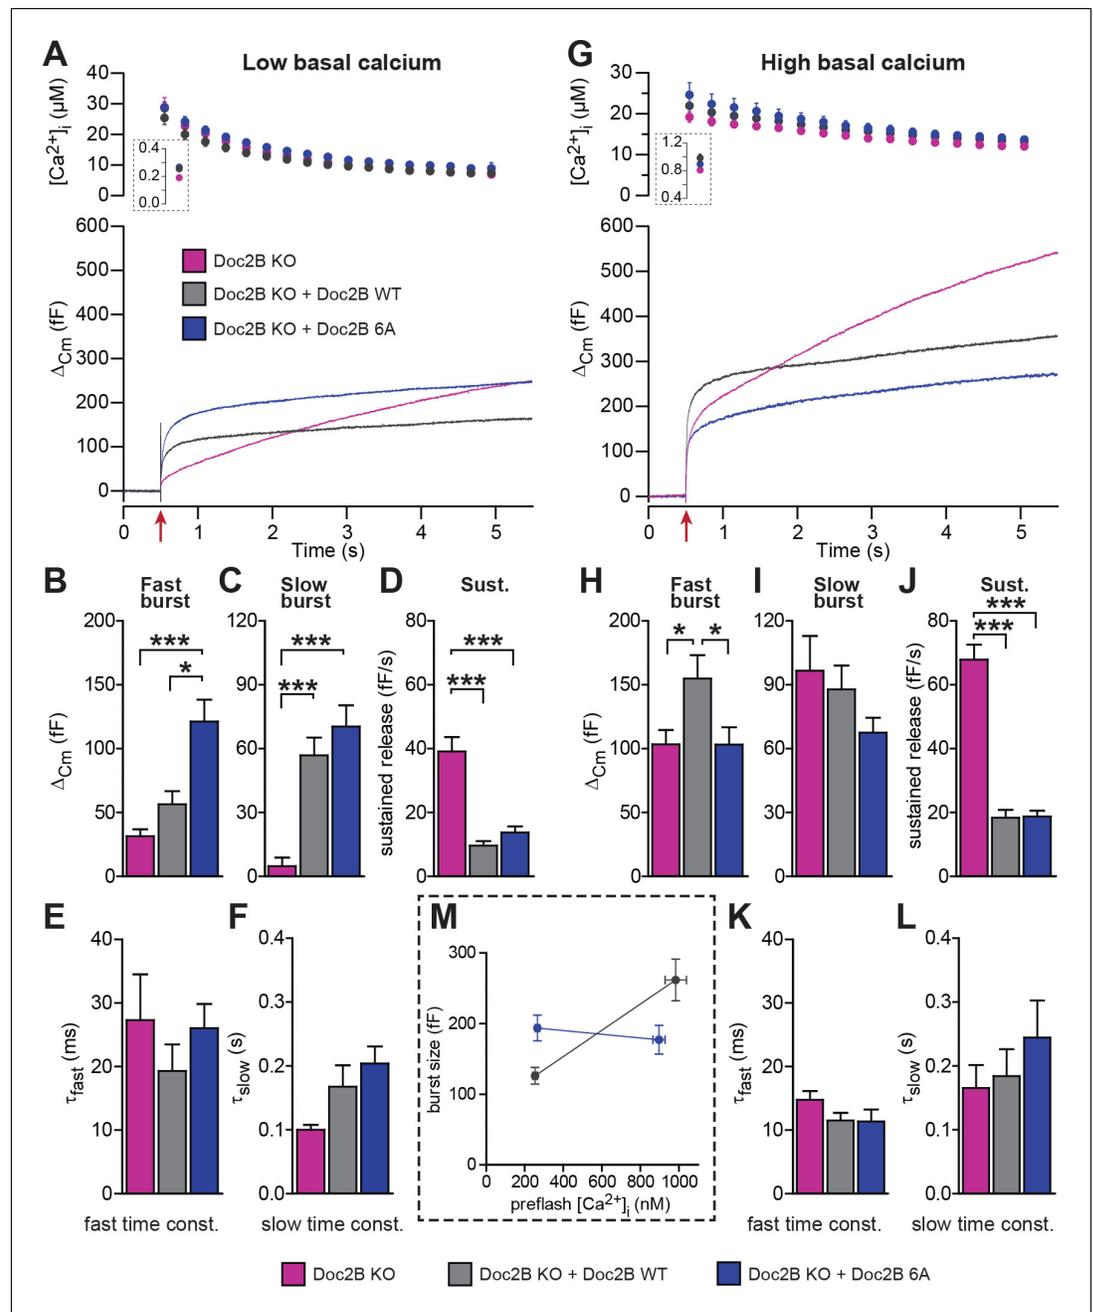 A
Low basal calcium
[Ca2+]i (μM)
40
30
20
10
0
0.4
0.2
0.0
600
500
400
300
200
100
0
ΔCm (fF)
Doc2B KO
Doc2B KO + Doc2B WT
Doc2B KO + Doc2B 6A
0 1 2 3 4 5
Time (s)
G
High basal calcium
[Ca2+]i (μM)
30
20
10
0
1.2
0.8
0.4
600
500
400
300
200
100
0
ΔCm (fF)
0 1 2 3 4 5
Time (s)
B
Fast
burst
ΔCm (fF)
200
150
100
50
0
***
*
C
Slow
burst
120
90
60
30
0
***
***
D
Sust.
sustained release (fF/s)
80
60
40
20
0
***
***
H
Fast
burst
ΔCm (fF)
200
150
100
50
0
* *
I
Slow
burst
120
90
60
30
0
J
Sust.
sustained release (fF/s)
80
60
40
20
0
***
***
E
τfast (ms)
40
30
20
10
0
fast time const.
F
τslow (s)
0.4
0.3
0.2
0.1
0.0
slow time const.
M
burst size (fF)
300
200
100
0
0 200 400 600 800 1000
preflash [Ca2+]i (nM)
K
τfast (ms)
40
30
20
10
0
fast time const.
L
τslow (s)
0.4
0.3
0.2
0.1
0.0
slow time const.
Doc2B KO
Doc2B KO + Doc2B WT
Doc2B KO + Doc2B 6A